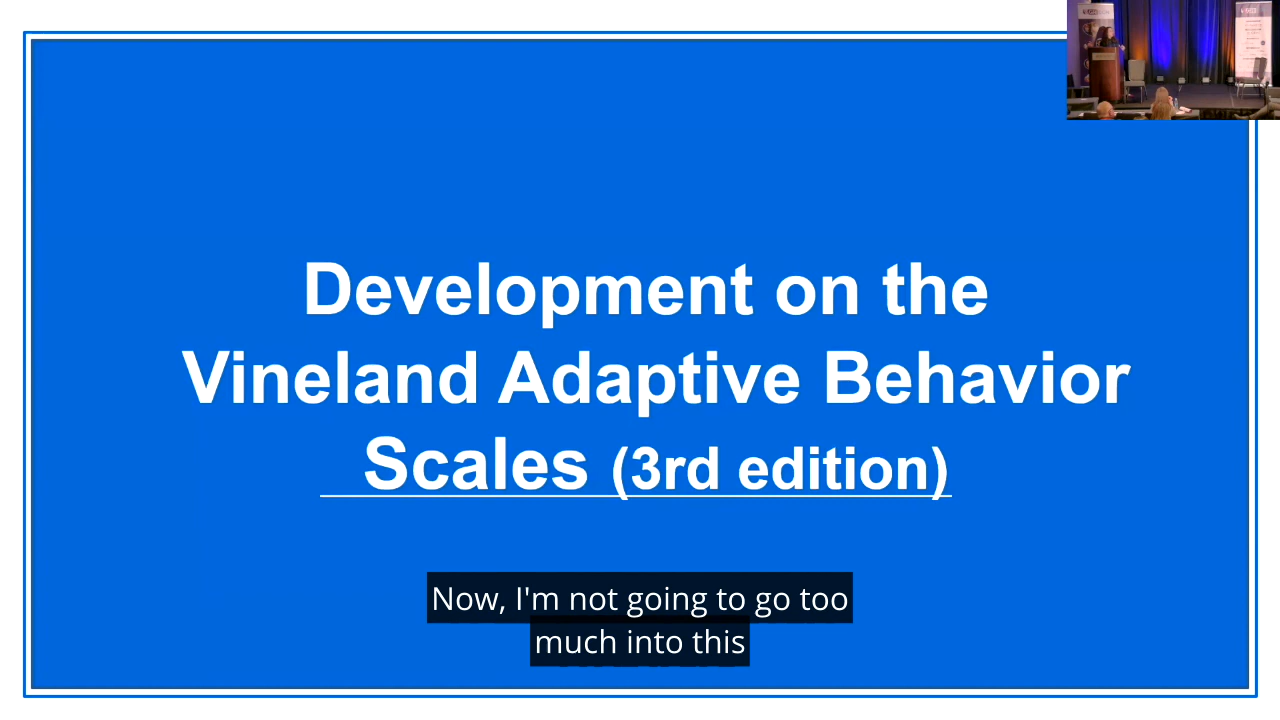 Development on the
Vineland Adaptive Behavior
Scales (3rd edition)
Now, I'm not going to go too
much into this